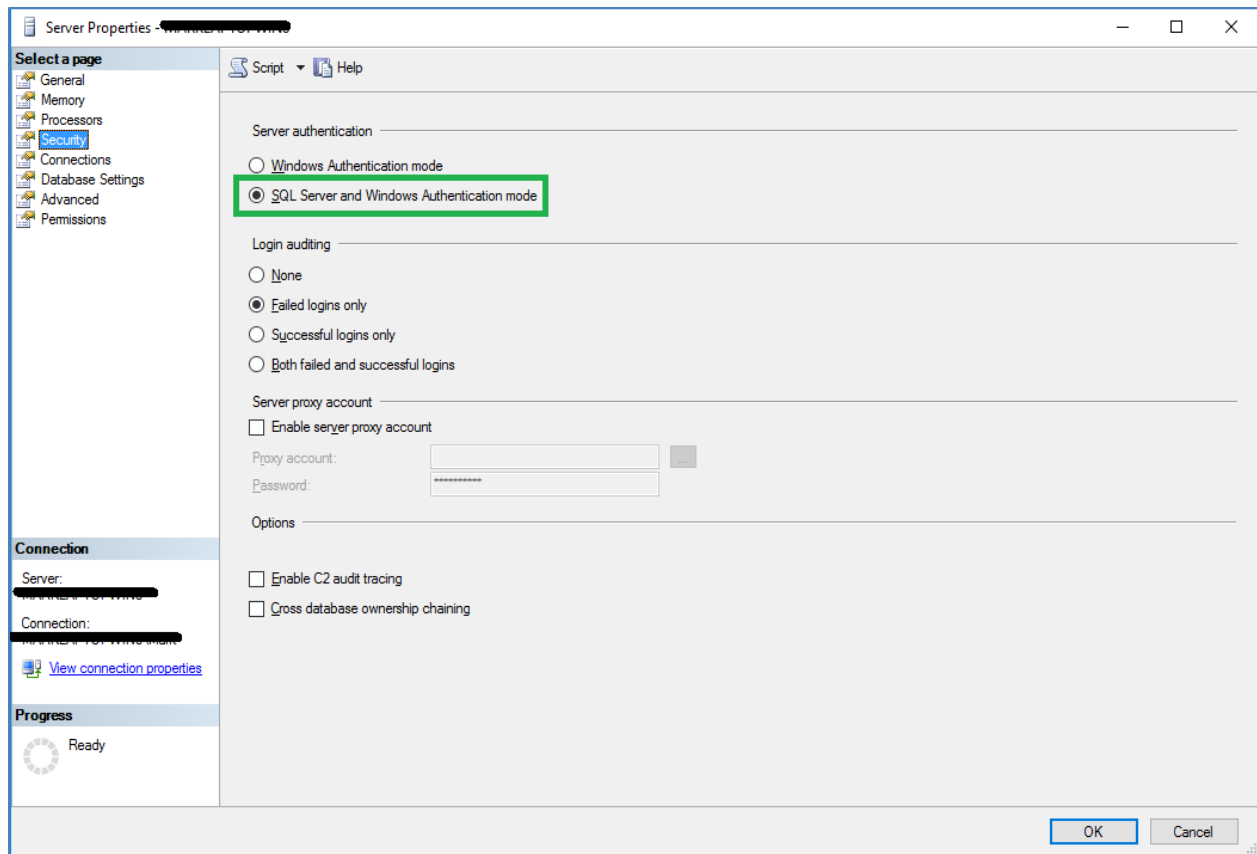 Server Properties -
Select a page
General
Memory
Processors
Security
Connections
Database Settings
Advanced
Permissions
Script
Help
Server authentication
Windows Authentication mode
SQL Server and Windows Authentication mode
Login auditing
None
Failed logins only
Successful logins only
Both failed and successful logins
Server proxy account
Enable server proxy account
Proxy account:
...
Password:
**********
Options
Enable C2 audit tracing
Cross database ownership chaining
Connection
Server:
Connection:
View connection properties
Progress
Ready
OK
Cancel